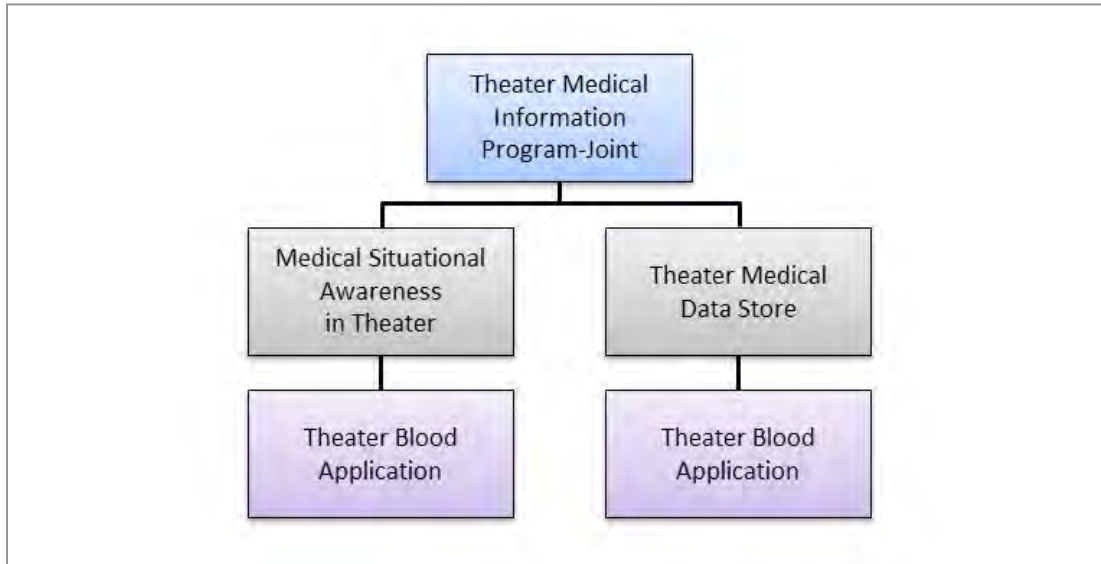 Theater Medical
Information
Program-Joint
Medical Situational
Awareness
in Theater
Theater Medical
Data Store
Theater Blood
Application
Theater Blood
Application